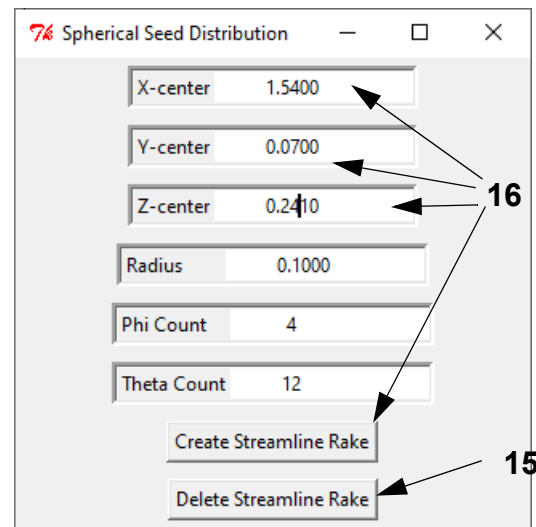 Spherical Seed Distribution
X-center 1.5400
Y-center 0.0700
Z-center 0.2410
16
Radius 0.1000
Phi Count 4
Theta Count 12
Create Streamline Rake
15
Delete Streamline Rake